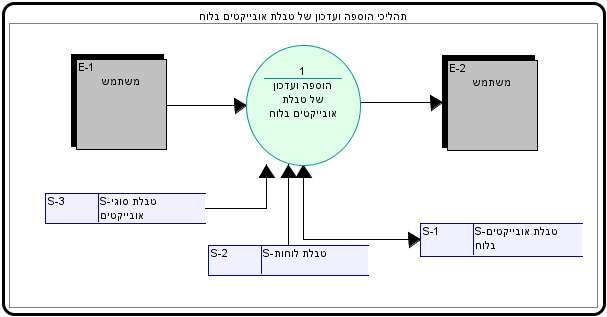 תהליכי הוספה ועדכון של טבלת אובייקטים בלוח
E-1
משתמש
1
הוספה ועדכון
של טבלת
אובייקטים בלוח
E-2
משתמש
S-3
S-טבלת סוגי
אובייקטים
S-2
S-טבלת לוחות
S-1
S-טבלת אובייקטים
בלוח